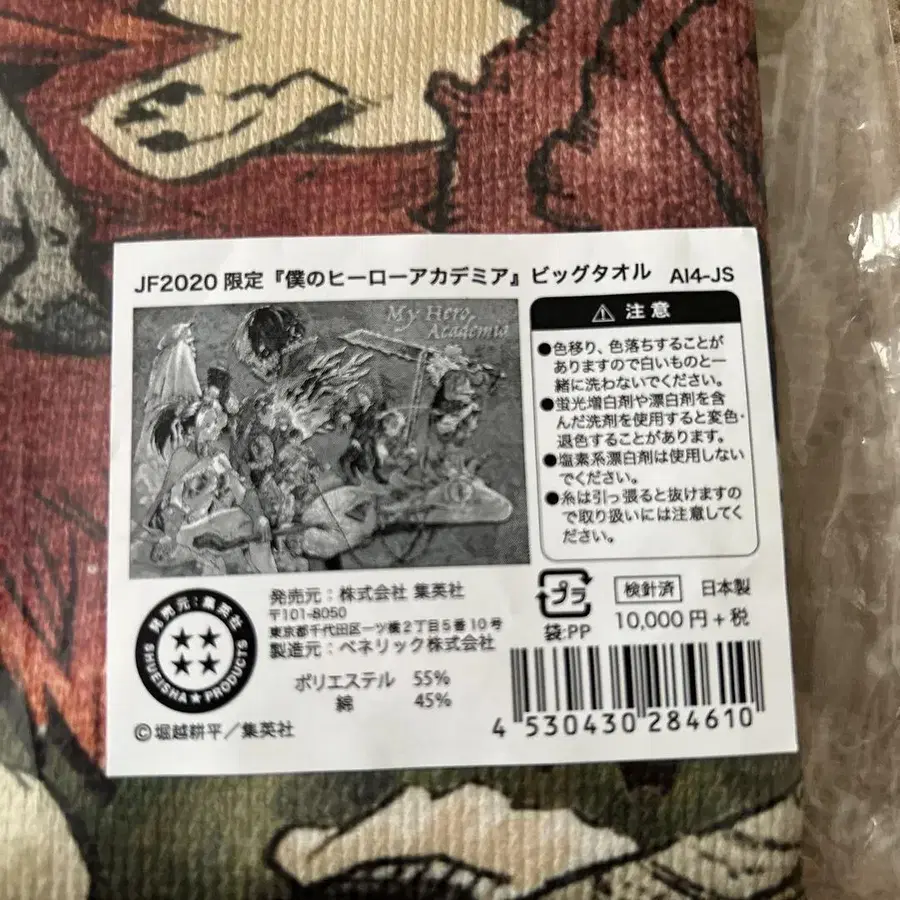 JF2020 限定『僕のヒーローアカデミア』ビッグタオル AI4-JS
My Hero
Academia
⚠ 注意
●色移り、色落ちすることが
ありますので白いものと一
緒に洗わないでください。
●蛍光増白剤や漂白剤を含
んだ洗剤を使用すると変色・
退色することがあります。
●塩素系漂白剤は使用しない
でください。
●糸は引っ張ると抜けますの
で取り扱いには注意してく
ださい。
発売元:集英社
SHUEISHA★PRODUCTS
発売元:株式会社 集英社
〒101-8050
東京都千代田区一ツ橋2丁目5番10号
製造元:ベネリック株式会社
ポリエステル 55%
綿 45%
©堀越耕平/集英社
プラ
袋:PP
検針済 日本製
10,000円+税
4 530430 284610